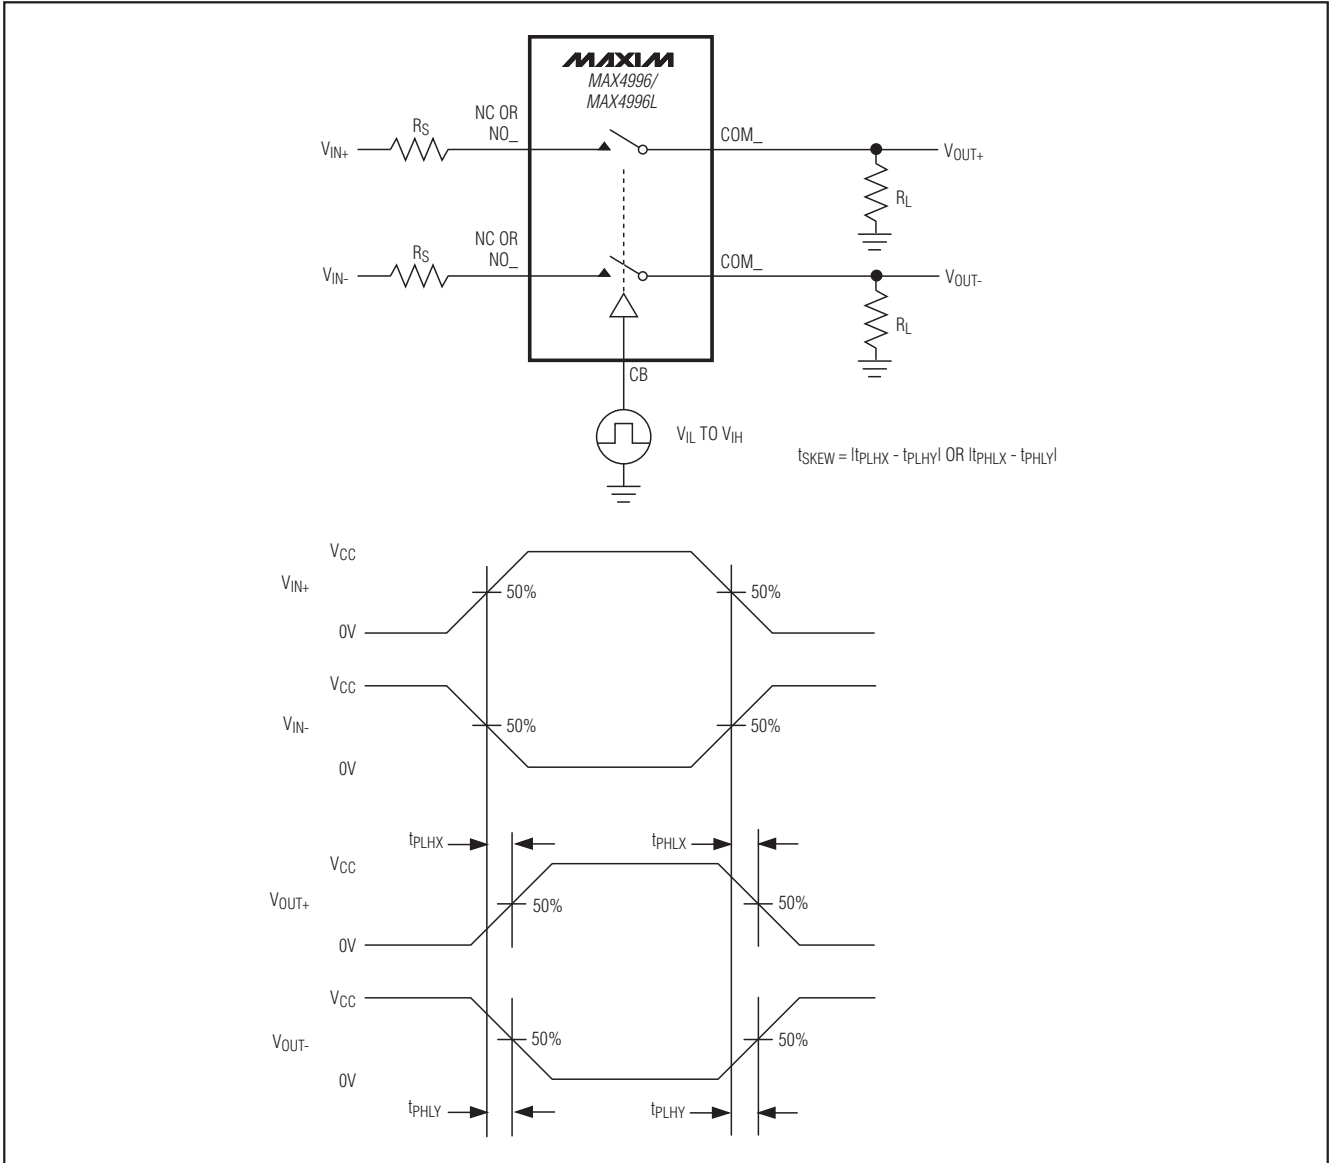 MAXIM
MAX4996/
MAX4996L
NC OR
NO_
RS
VIN+
COM_
VOUT+
RL
NC OR
NO_
RS
VIN-
COM_
VOUT-
RL
CB
VIL TO VIH
tSKEW = |tPLHX - tPLHY| OR |tPHLX - tPHLY|
VCC
VIN+
50%
50%
0V
VCC
VIN-
50%
50%
0V
tPLHX
tPHLX
VCC
VOUT+
50%
50%
0V
VCC
VOUT-
50%
50%
0V
tPHLY
tPLHY